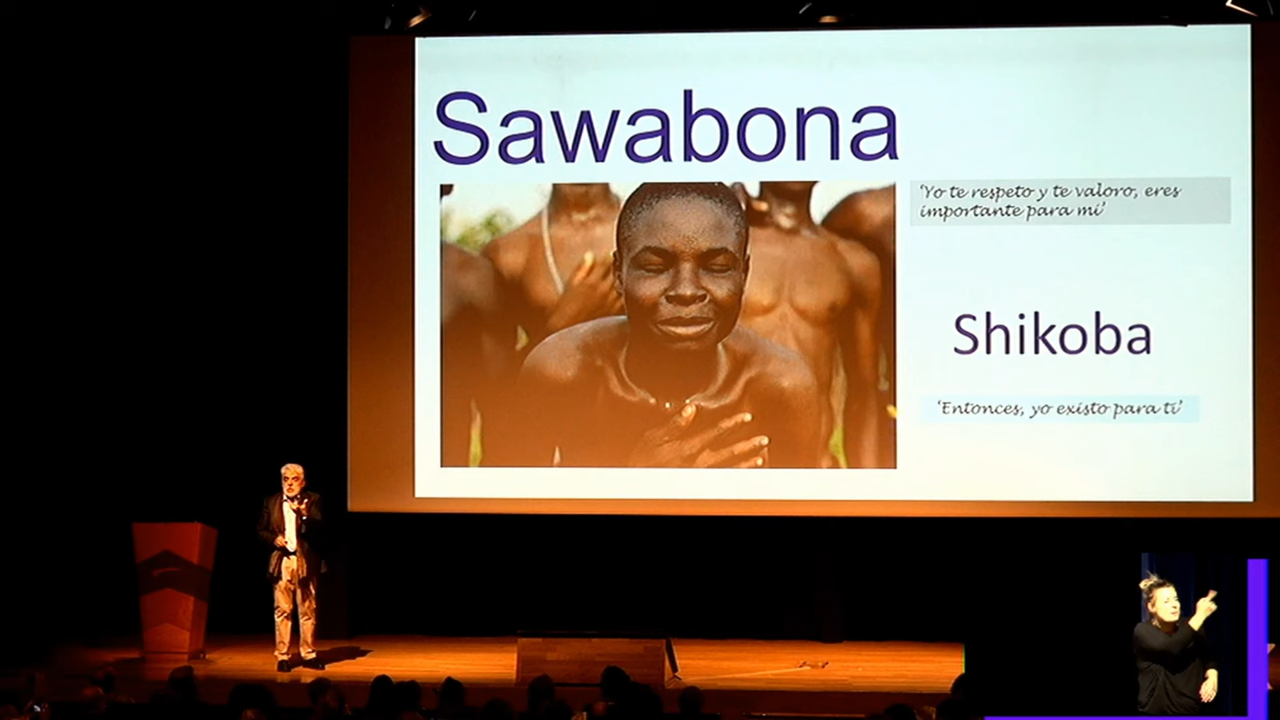 Sawabona
'Yo te respeto y te valoro, eres
importante para mí'
Shikoba
'Entonces, yo existo para ti'